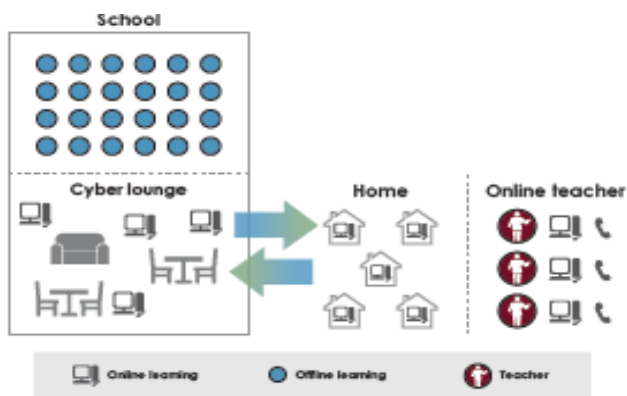 School
Cyber lounge
Home
Online teacher
Online learning
Offline learning
Teacher